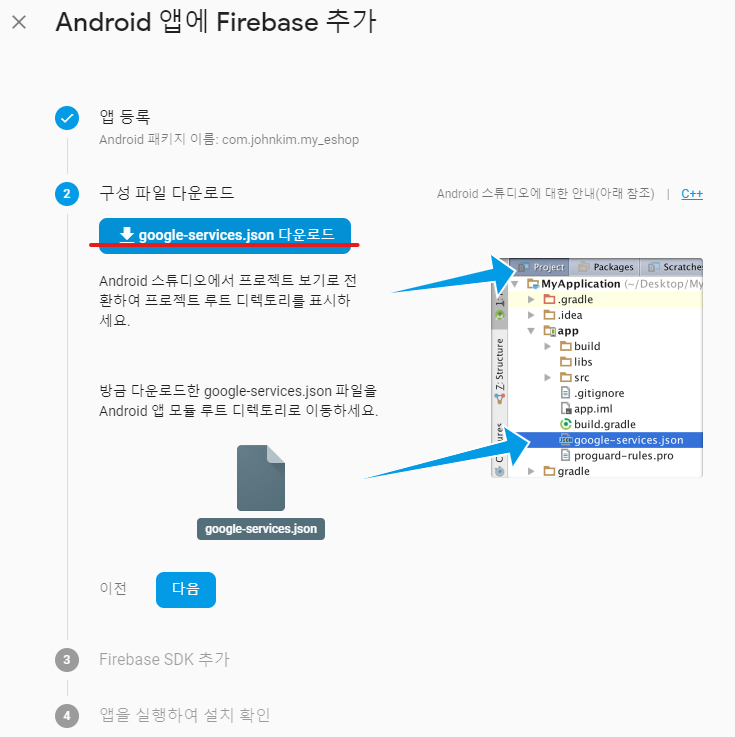 Android 앱에 Firebase 추가
앱 등록
Android 패키지 이름: com.johnkim.my_eshop
2
구성 파일 다운로드
Android 스튜디오에 대한 안내(아래 참조) | C++
google-services.json 다운로드
Android 스튜디오에서 프로젝트 보기로 전
환하여 프로젝트 루트 디렉토리를 표시하
세요.
방금 다운로드한 google-services.json 파일을
Android 앱 모듈 루트 디렉토리로 이동하세요.
google-services.json
Project
Packages
Scratches
MyApplication (~/Desktop/My
.gradle
.idea
app
build
libs
src
.gitignore
app.iml
build.gradle
google-services.json
proguard-rules.pro
gradle
Z: Structure
이전
다음
3
Firebase SDK 추가
4
앱을 실행하여 설치 확인